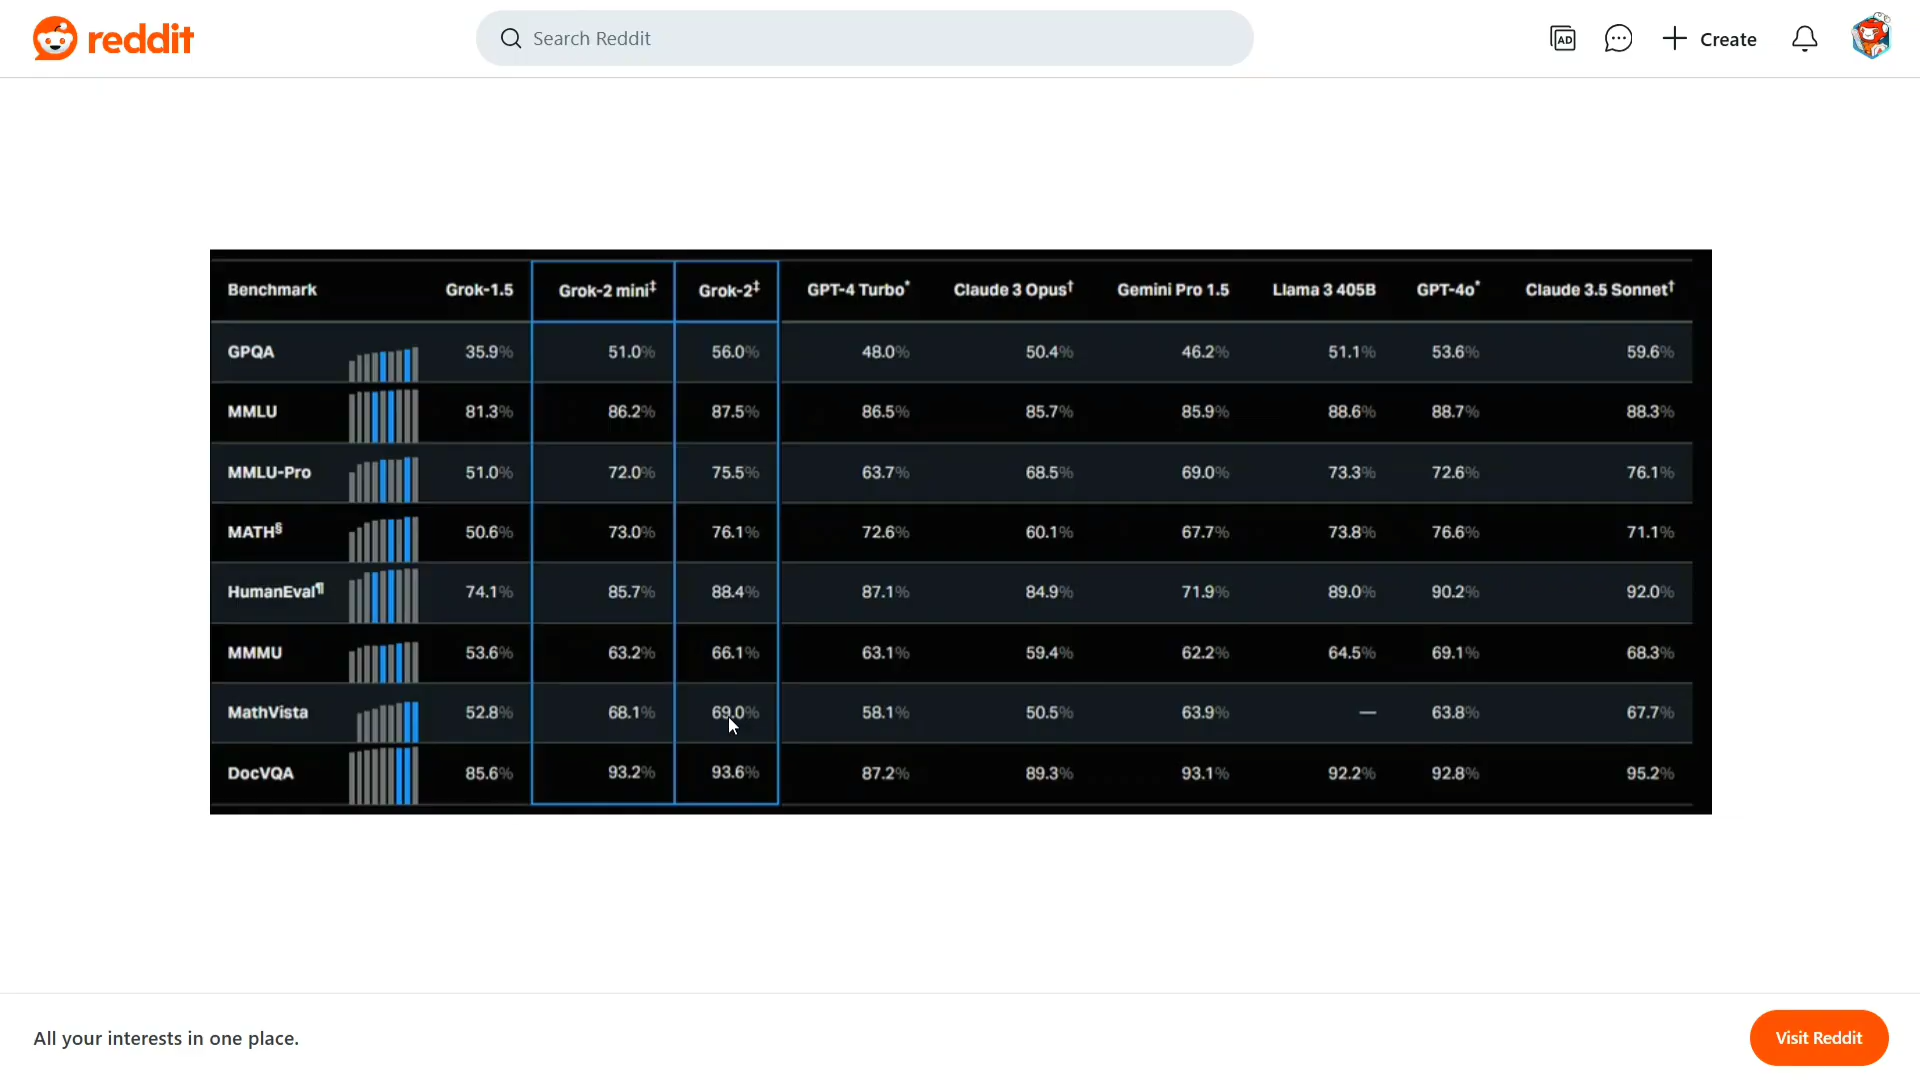 reddit
Search Reddit
AD
Create
Benchmark Grok-1.5 Grok-2 mini‡ Grok-2‡ GPT-4 Turbo* Claude 3 Opus† Gemini Pro 1.5 Llama 3 405B GPT-4o* Claude 3.5 Sonnet†
GPQA 35.9% 51.0% 56.0% 48.0% 50.4% 46.2% 51.1% 53.6% 59.6%
MMLU 81.3% 86.2% 87.5% 86.5% 85.7% 85.9% 88.6% 88.7% 88.3%
MMLU-Pro 51.0% 72.0% 75.5% 63.7% 68.5% 69.0% 73.3% 72.6% 76.1%
MATH§ 50.6% 73.0% 76.1% 72.6% 60.1% 67.7% 73.8% 76.6% 71.1%
HumanEval¶ 74.1% 85.7% 88.4% 87.1% 84.9% 71.9% 89.0% 90.2% 92.0%
MMMU 53.6% 63.2% 66.1% 63.1% 59.4% 62.2% 64.5% 69.1% 68.3%
MathVista 52.8% 68.1% 69.0% 58.1% 50.5% 63.9% — 63.8% 67.7%
DocVQA 85.6% 93.2% 93.6% 87.2% 89.3% 93.1% 92.2% 92.8% 95.2%
All your interests in one place.
Visit Reddit